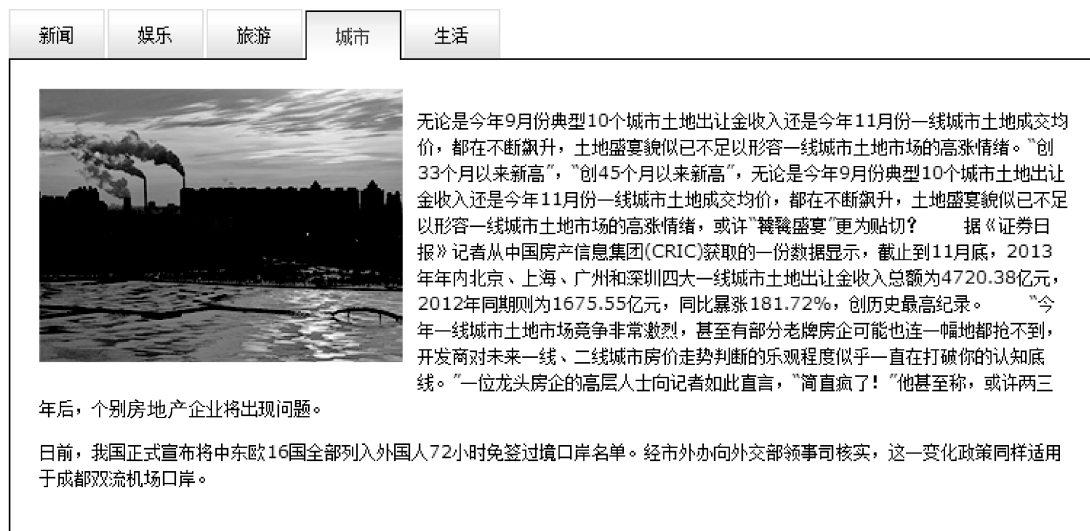 新闻 娱乐 旅游 城市 生活
无论是今年9月份典型10个城市土地出让金收入还是今年11月份一线城市土地成交均
价，都在不断飙升，土地盛宴貌似已不足以形容一线城市土地市场的高涨情绪。“创
33个月以来新高”，“创45个月以来新高”，无论是今年9月份典型10个城市土地出让
金收入还是今年11月份一线城市土地成交均价，都在不断飙升，土地盛宴貌似已不足
以形容一线城市土地市场的高涨情绪，或许“饕餮盛宴”更为贴切？ 据《证券日
报》记者从中国房产信息集团(CRIC)获取的一份数据显示，截止到11月底，2013
年年内北京、上海、广州和深圳四大一线城市土地出让金收入总额为4720.38亿元，
2012年同期则为1675.55亿元，同比暴涨181.72%，创历史最高纪录。 “今
年一线城市土地市场竞争非常激烈，甚至有部分老牌房企可能也连一幅地都抢不到，
开发商对未来一线、二线城市房价走势判断的乐观程度似乎一直在打破你的认知底
线。”一位龙头房企的高层人士向记者如此直言，“简直疯了！”他甚至称，或许两三
年后，个别房地产企业将出现问题。
日前，我国正式宣布将中东欧16国全部列入外国人72小时免签过境口岸名单。经市外办向外交部领事司核实，这一变化政策同样适用
于成都双流机场口岸。